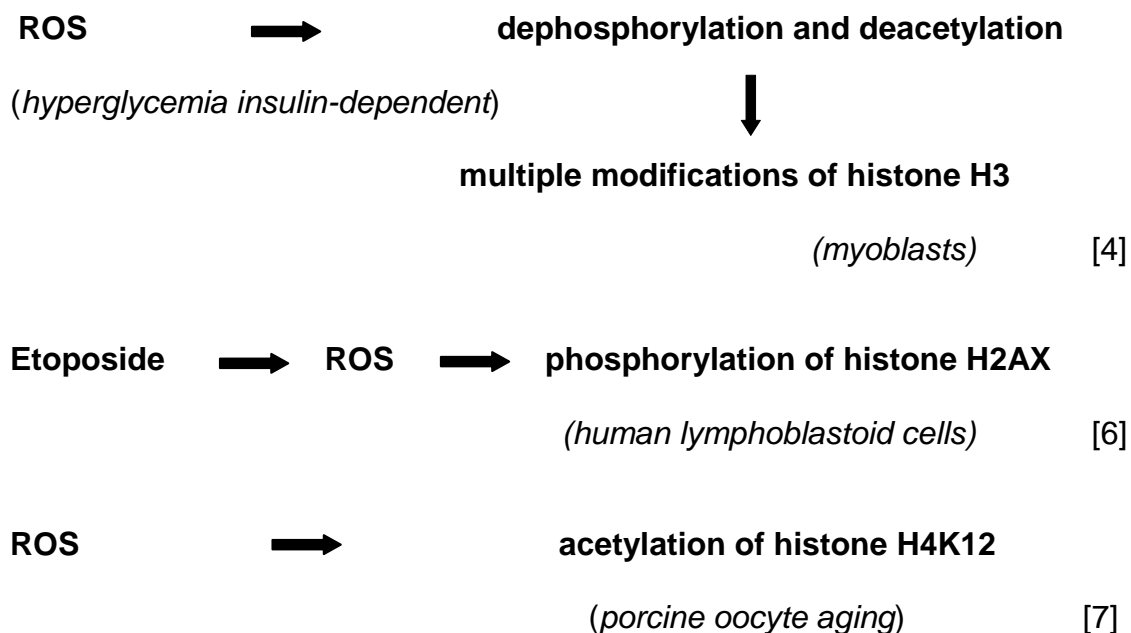 ROS dephosphorylation and deacetylation
(hyperglycemia insulin-dependent)
multiple modifications of histone H3
(myoblasts) [4]
Etoposide ROS phosphorylation of histone H2AX
(human lymphoblastoid cells) [6]
ROS acetylation of histone H4K12
(porcine oocyte aging) [7]